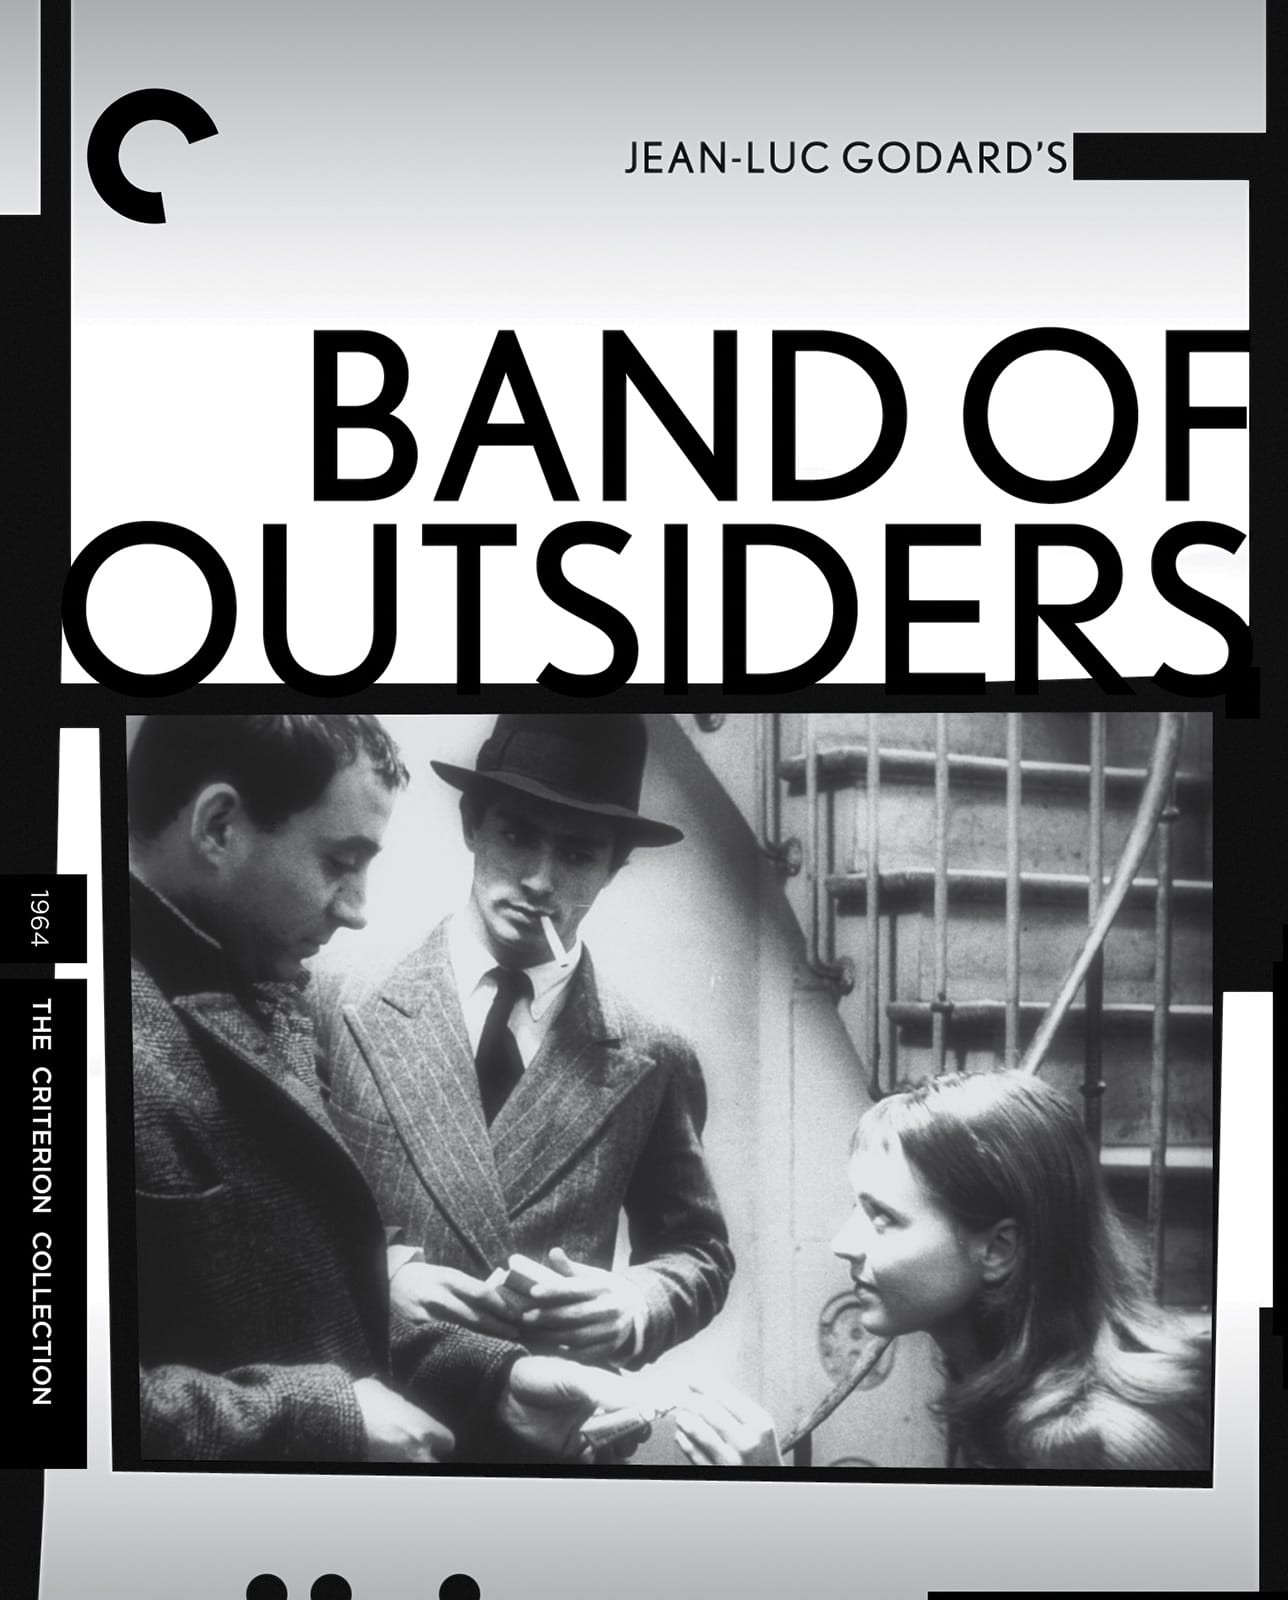 JEAN-LUC GODARD'S
BAND OF
OUTSIDERS
1964
THE CRITERION COLLECTION